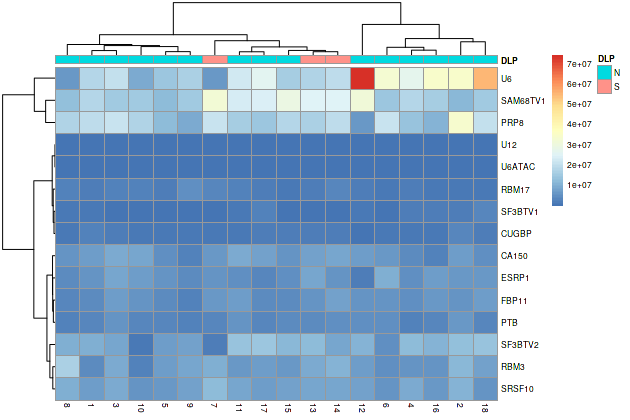 DLP
U6
SAM68TV1
PRP8
U12
U6ATAC
RBM17
SF3BTV1
CUGBP
CA150
ESRP1
FBP11
PTB
SF3BTV2
RBM3
SRSF10
8 1 3 10 5 9 7 11 17 15 13 14 12 6 4 16 2 18
7e+07
6e+07
5e+07
4e+07
3e+07
2e+07
1e+07
DLP
N
S